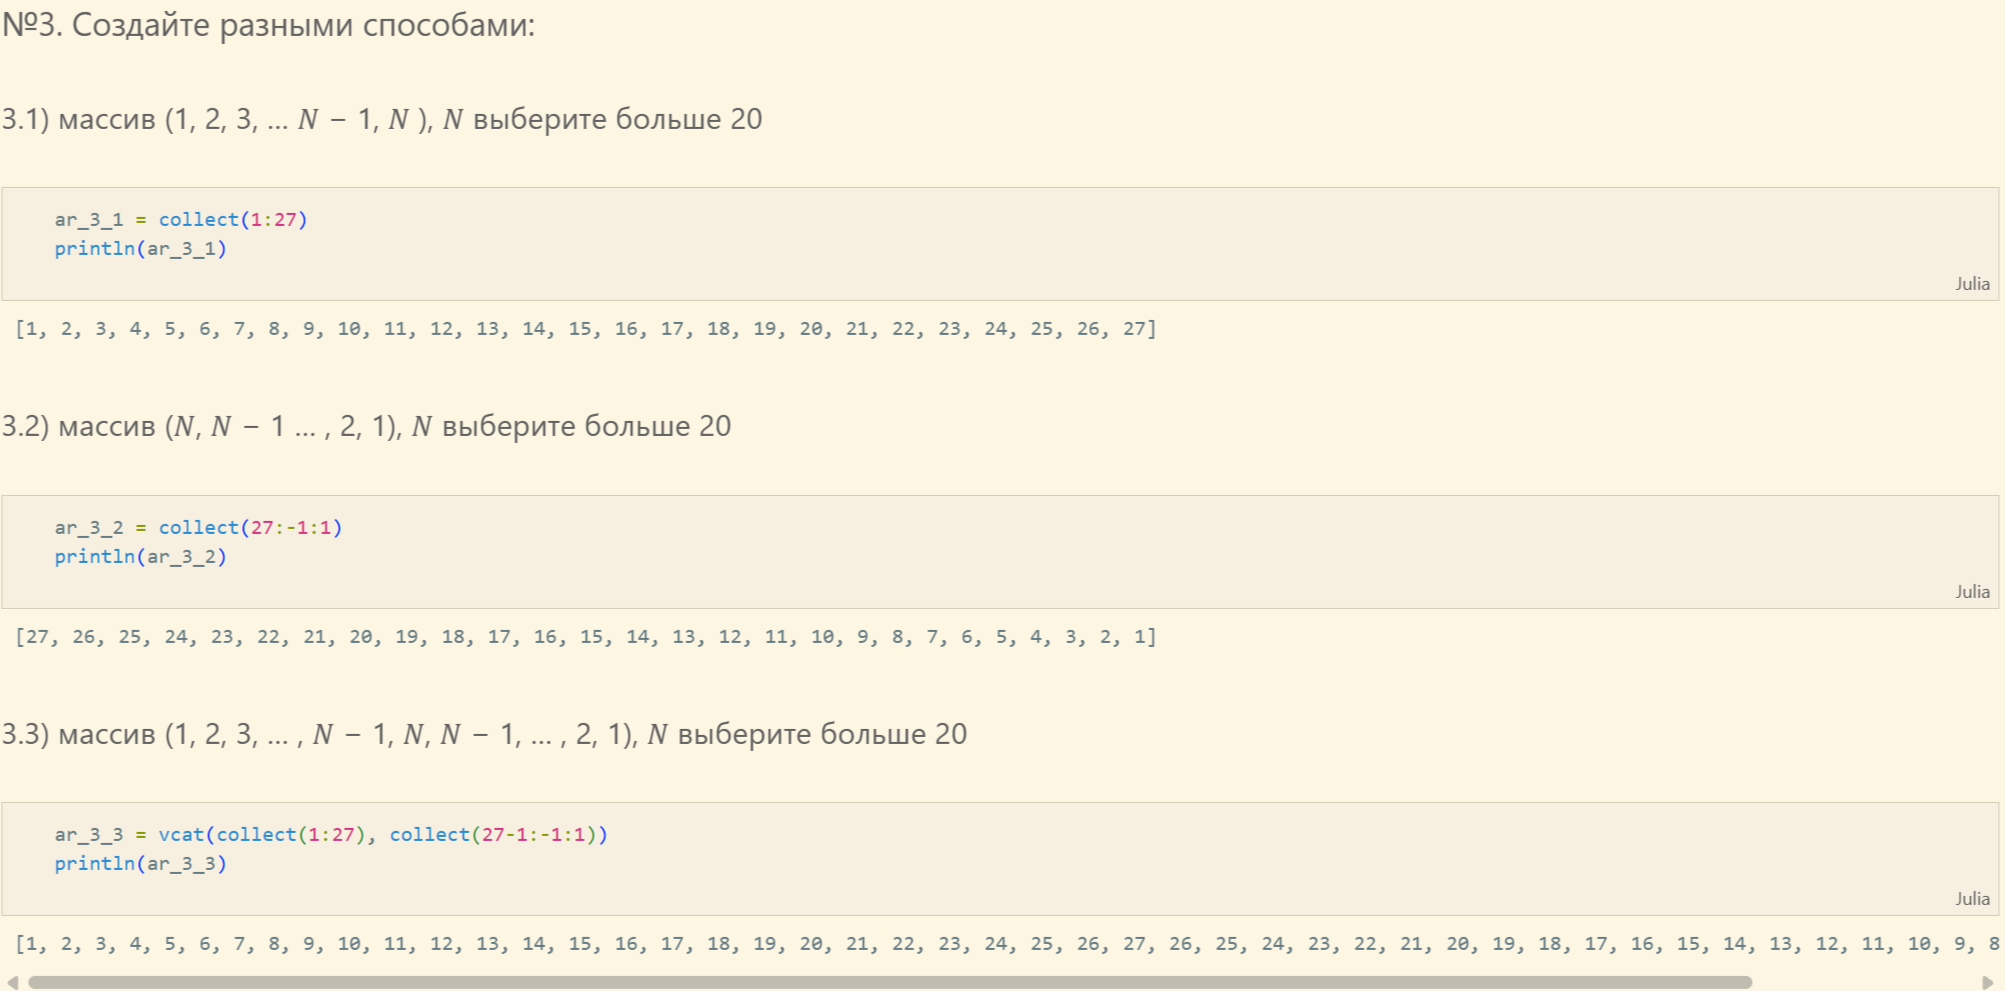 №3. Создайте разными способами:
3.1) массив (1, 2, 3, ... N − 1, N ), N выберите больше 20
ar_3_1 = collect(1:27)
println(ar_3_1)
Julia
[1, 2, 3, 4, 5, 6, 7, 8, 9, 10, 11, 12, 13, 14, 15, 16, 17, 18, 19, 20, 21, 22, 23, 24, 25, 26, 27]
3.2) массив (N, N − 1 ... , 2, 1), N выберите больше 20
ar_3_2 = collect(27:-1:1)
println(ar_3_2)
Julia
[27, 26, 25, 24, 23, 22, 21, 20, 19, 18, 17, 16, 15, 14, 13, 12, 11, 10, 9, 8, 7, 6, 5, 4, 3, 2, 1]
3.3) массив (1, 2, 3, ... , N − 1, N, N − 1, ... , 2, 1), N выберите больше 20
ar_3_3 = vcat(collect(1:27), collect(27-1:-1:1))
println(ar_3_3)
Julia
[1, 2, 3, 4, 5, 6, 7, 8, 9, 10, 11, 12, 13, 14, 15, 16, 17, 18, 19, 20, 21, 22, 23, 24, 25, 26, 27, 26, 25, 24, 23, 22, 21, 20, 19, 18, 17, 16, 15, 14, 13, 12, 11, 10, 9, 8